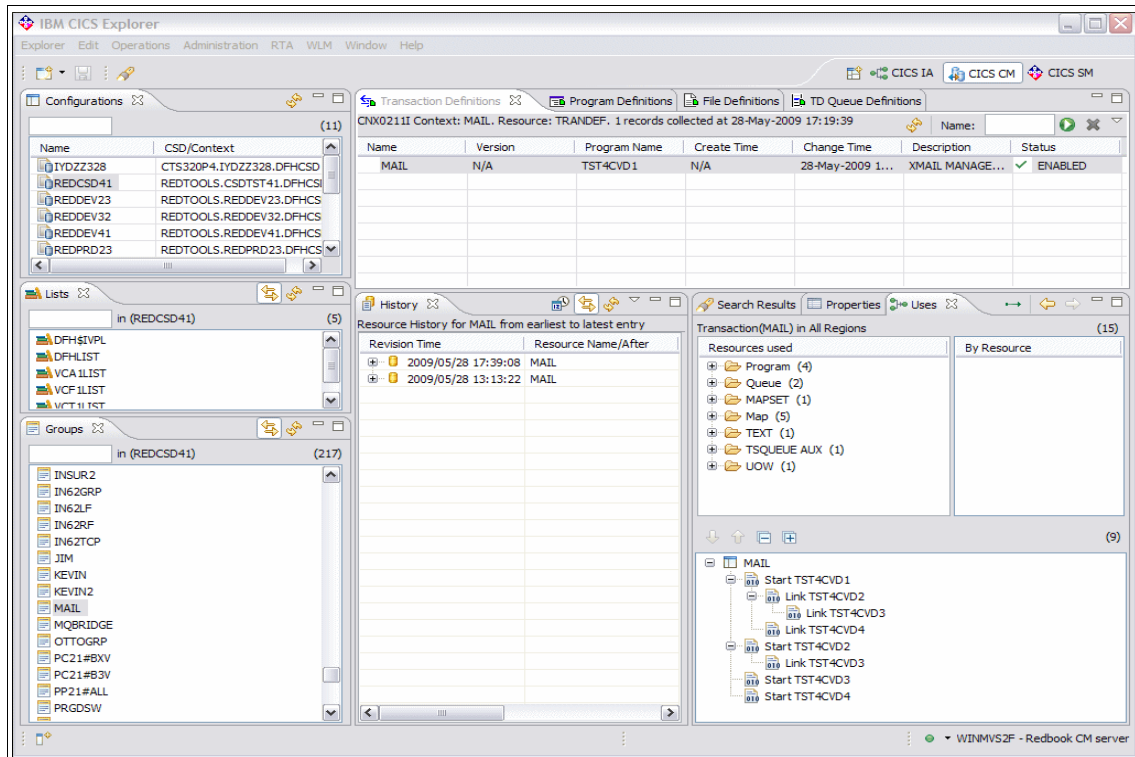 IBM CICS Explorer
Explorer Edit Operations Administration RTA WLM Window Help
CICS IA CICS CM CICS SM
Configurations
(11)
Name CSD/Context
IYDZZ328 CTS320P4.IYDZZ328.DFHCSD
REDCSD41 REDTOOLS.CSDTST41.DFHCSI
REDDEV23 REDTOOLS.REDDEV23.DFHCS
REDDEV32 REDTOOLS.REDDEV32.DFHCS
REDDEV41 REDTOOLS.REDDEV41.DFHCS
REDPRD23 REDTOOLS.REDPRD23.DFHCS
Transaction Definitions Program Definitions File Definitions TD Queue Definitions
CNX0211I Context: MAIL. Resource: TRANDEF. 1 records collected at 28-May-2009 17:19:39 Name:
Name Version Program Name Create Time Change Time Description Status
MAIL N/A TST4CVD1 N/A 28-May-2009 1... XMAIL MANAGE... ENABLED
Lists
in (REDCSD41) (5)
DFH$IVPL
DFHLIST
VCA1LIST
VCF1LIST
VCT1LIST
Groups
in (REDCSD41) (217)
INSUR2
IN62GRP
IN62LF
IN62RF
IN62TCP
JIM
KEVIN
KEVIN2
MAIL
MQBRIDGE
OTTOGRP
PC21#BXV
PC21#B3V
PP21#ALL
PRGDSW
History
Resource History for MAIL from earliest to latest entry
Revision Time Resource Name/After
2009/05/28 17:39:08 MAIL
2009/05/28 13:13:22 MAIL
Search Results Properties Uses
Transaction(MAIL) in All Regions (15)
Resources used By Resource
Program (4)
Queue (2)
MAPSET (1)
Map (5)
TEXT (1)
TSQUEUE AUX (1)
UOW (1)
(9)
MAIL
Start TST4CVD1
Link TST4CVD2
Link TST4CVD3
Link TST4CVD4
Start TST4CVD2
Link TST4CVD3
Start TST4CVD3
Start TST4CVD4
WINMVS2F - Redbook CM server